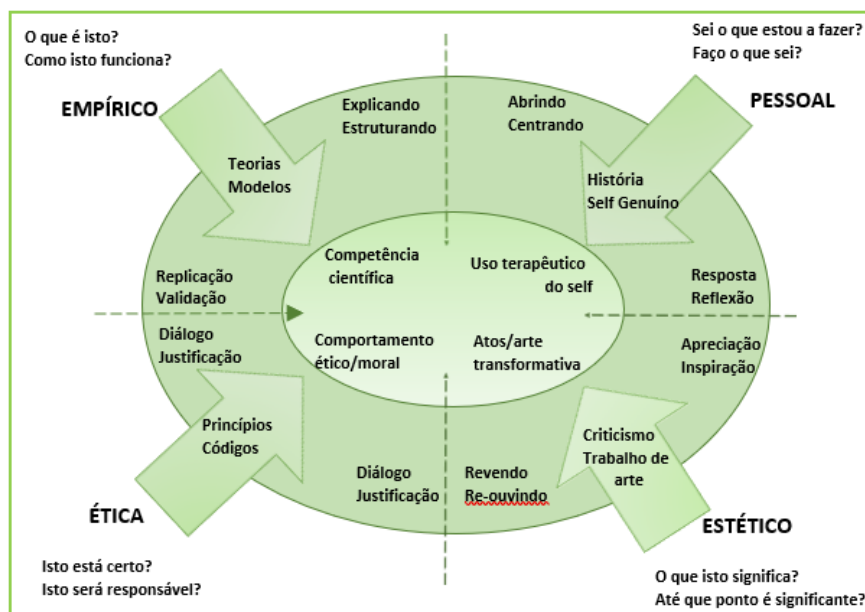 O que é isto?
Como isto funciona?
EMPÍRICO
Sei o que estou a fazer?
Faço o que sei?
PESSOAL
Explicando
Estruturando
Abrindo
Centrando
Teorias
Modelos
História
Self Genuíno
Replicação
Validação
Competência
científica
Uso terapêutico
do self
Resposta
Reflexão
Diálogo
Justificação
Comportamento
ético/moral
Atos/arte
transformativa
Apreciação
Inspiração
Princípios
Códigos
Diálogo
Justificação
Revendo
Re-ouvindo
Criticismo
Trabalho de
arte
ÉTICA
Isto está certo?
Isto será responsável?
ESTÉTICO
O que isto significa?
Até que ponto é significante?